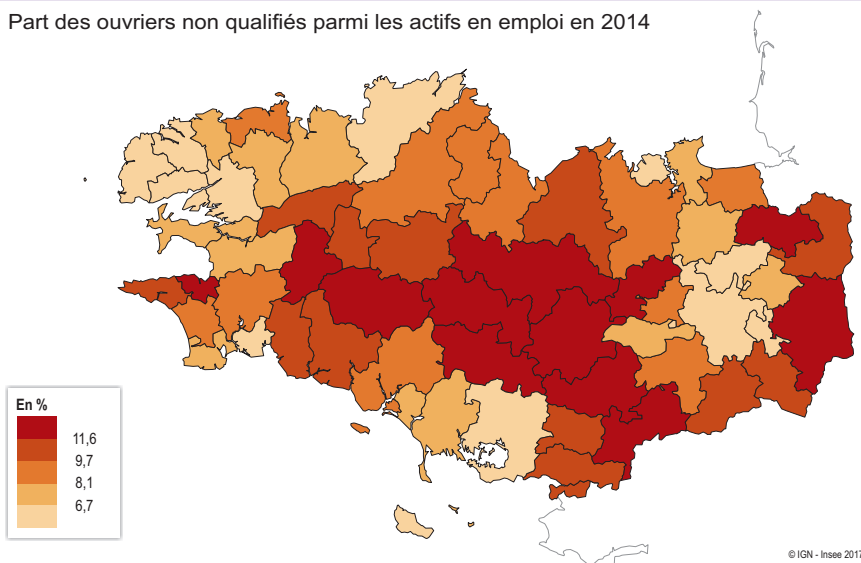 Part des ouvriers non qualifiés parmi les actifs en emploi en 2014
En %
11,6
9,7
8,1
6,7
© IGN - Insee 2017